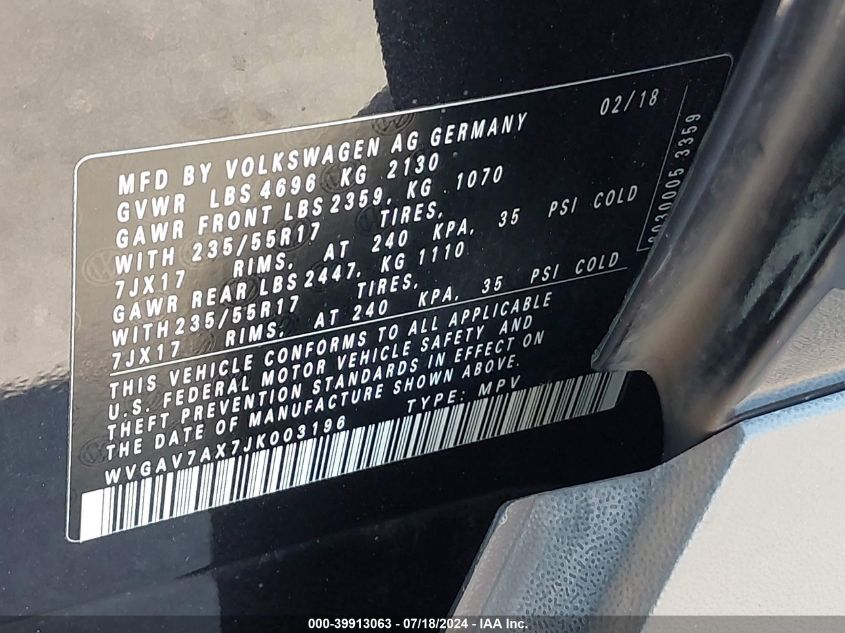 02/18
MFD BY VOLKSWAGEN AG GERMANY
GVWR LBS 4696 KG 2130
GAWR FRONT LBS 2359, KG 1070
WITH 235/55R17 TIRES,
7JX17 RIMS, AT 240 KPA, 35 PSI COLD
GAWR REAR LBS 2447, KG 1110
WITH 235/55R17 TIRES,
7JX17 RIMS, AT 240 KPA, 35 PSI COLD
THIS VEHICLE CONFORMS TO ALL APPLICABLE
U.S. FEDERAL MOTOR VEHICLE SAFETY AND
THEFT PREVENTION STANDARDS IN EFFECT ON
THE DATE OF MANUFACTURE SHOWN ABOVE.
WVGAV7AX7JK003196 TYPE: MPV
3359
000-39913063 / 07/18/2024 - IAA Inc.